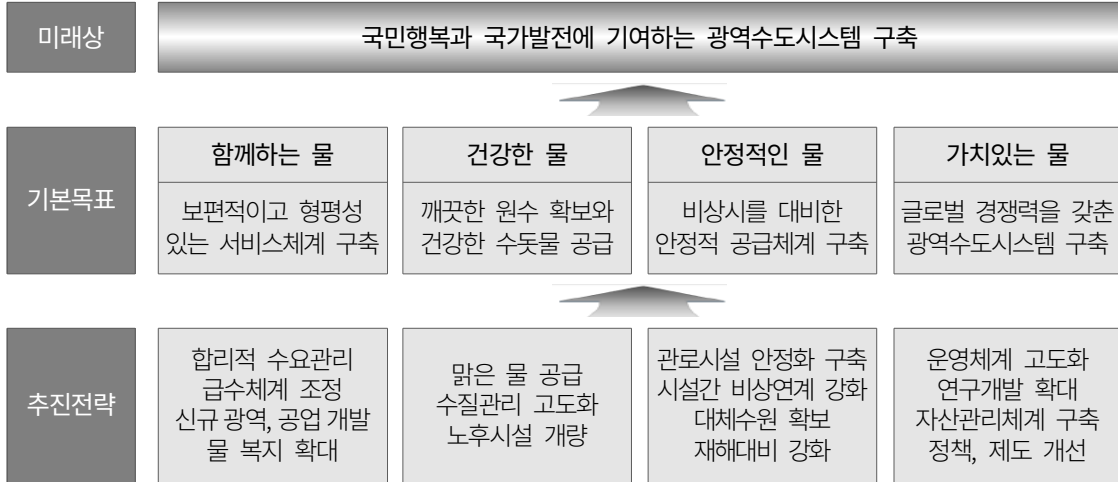 미래상
국민행복과 국가발전에 기여하는 광역수도시스템 구축
기본목표
함께하는 물
보편적이고 형평성
있는 서비스체계 구축
건강한 물
깨끗한 원수 확보와
건강한 수돗물 공급
안정적인 물
비상시를 대비한
안정적 공급체계 구축
가치있는 물
글로벌 경쟁력을 갖춘
광역수도시스템 구축
추진전략
합리적 수요관리
급수체계 조정
신규 광역, 공업 개발
물 복지 확대
맑은 물 공급
수질관리 고도화
노후시설 개량
관로시설 안정화 구축
시설간 비상연계 강화
대체수원 확보
재해대비 강화
운영체계 고도화
연구개발 확대
자산관리체계 구축
정책, 제도 개선